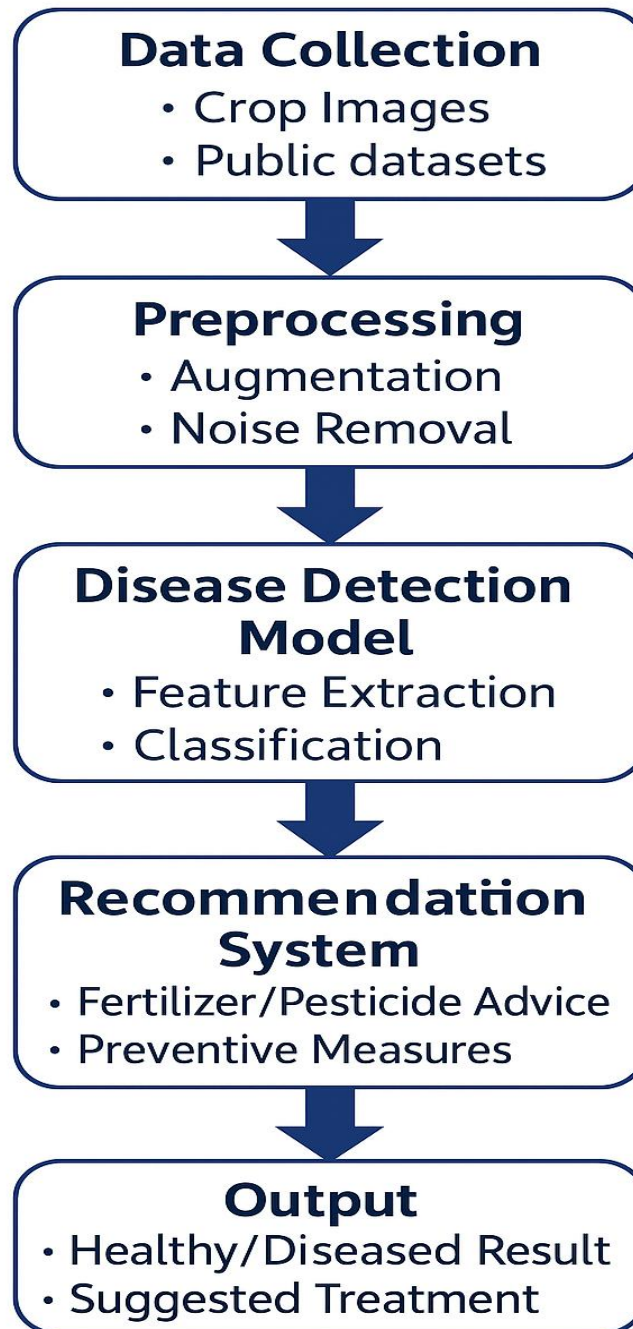 Data Collection
• Crop Images
• Public datasets
Preprocessing
• Augmentation
• Noise Removal
Disease Detection
Model
• Feature Extraction
• Classification
Recommendatiion
System
• Fertilizer/Pesticide Advice
• Preventive Measures
Output
• Healthy/Diseased Result
• Suggested Treatment